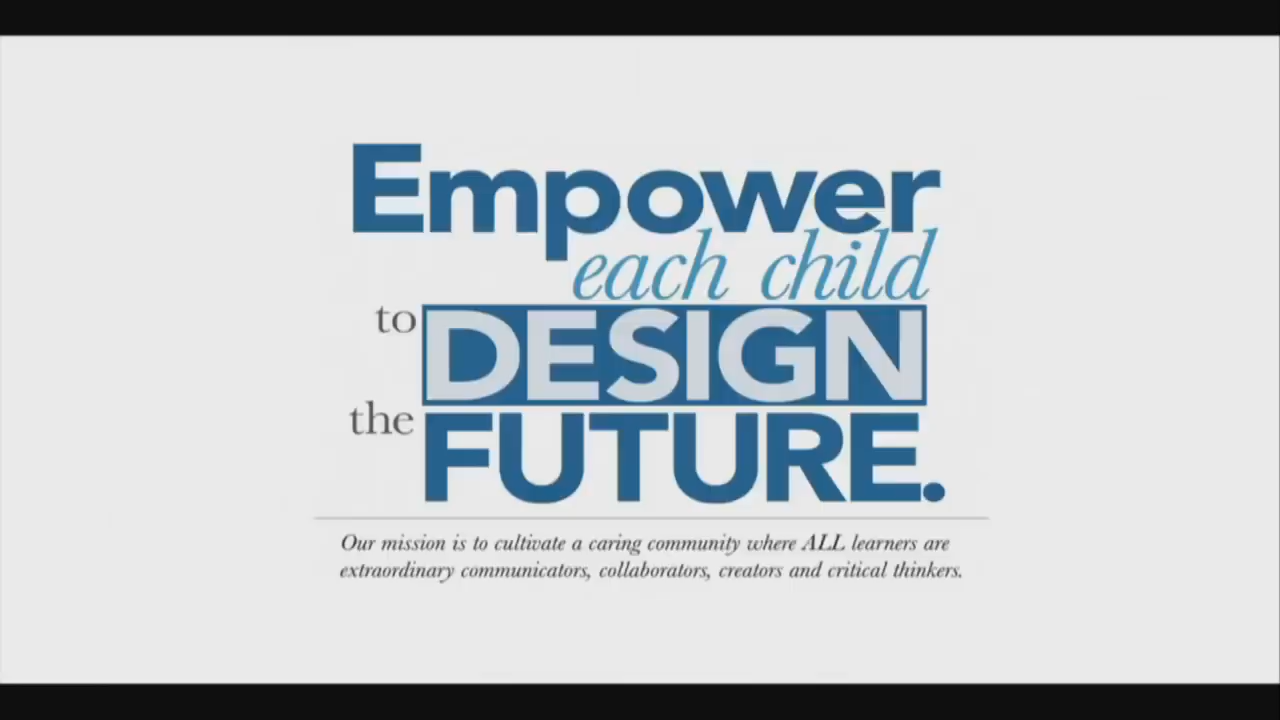 Empower
each child
to DESIGN
the FUTURE.
Our mission is to cultivate a caring community where ALL learners are
extraordinary communicators, collaborators, creators and critical thinkers.